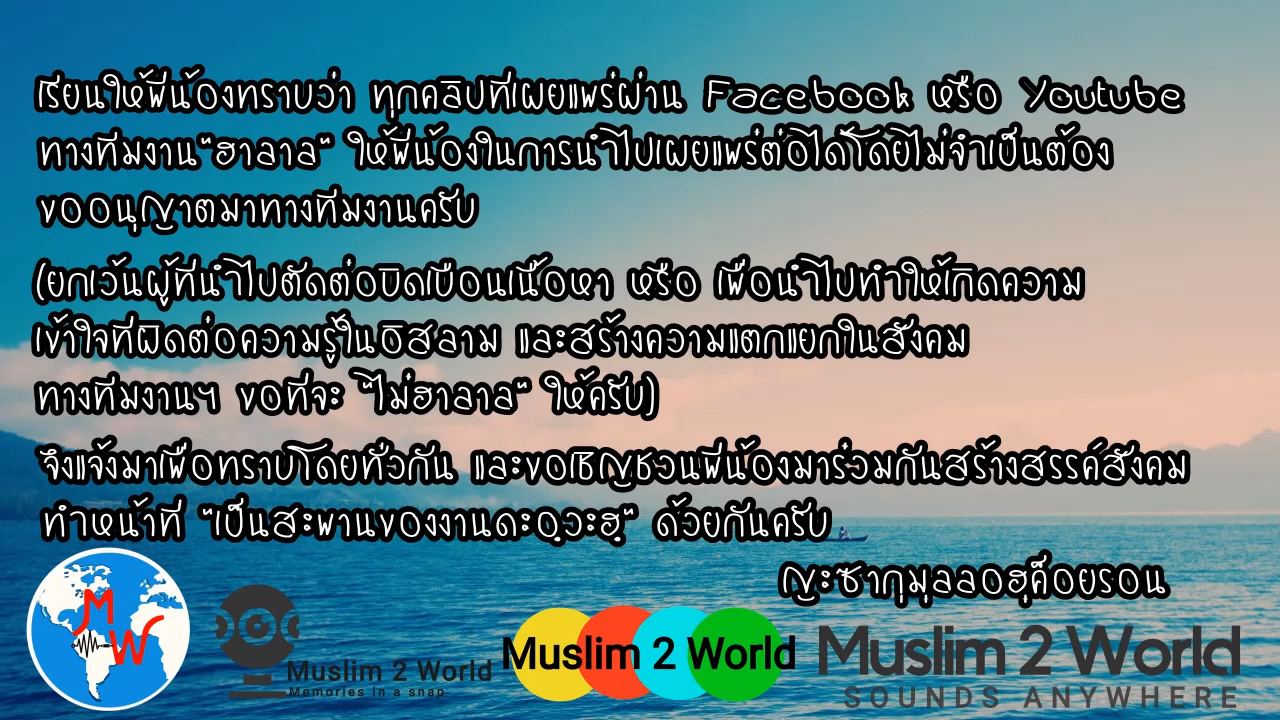 เรียนให้พี่น้องทราบว่า ทุกคลิปที่เผยแพร่ผ่าน Facebook หรือ Youtube
ทางทีมงาน"ฮาลาล" ให้พี่น้องในการนำไปเผยแพร่ต่อได้โดยไม่จำเป็นต้อง
ขออนุญาตมาทางทีมงานครับ
(ยกเว้นผู้ที่นำไปตัดต่อบิดเบือนเนื้อหา หรือ เพื่อนำไปทำให้เกิดความ
เข้าใจที่ผิดต่อความรู้ในอิสลาม และสร้างความแตกแยกในสังคม
ทางทีมงานฯ ขอที่จะ "ไม่ฮาลาล" ให้ครับ)
จึงแจ้งมาเพื่อทราบโดยทั่วกัน และขอเชิญชวนพี่น้องมาร่วมกันสร้างสรรค์สังคม
ทำหน้าที่ "เป็นสะพานของงานดะอฺวะฮฺ" ด้วยกันครับ
ญะซากุมุลลอฮุค็อยรอน
MW
Muslim 2 World
Memories in a snap
Muslim 2 World
Muslim 2 World
SOUNDS ANYWHERE